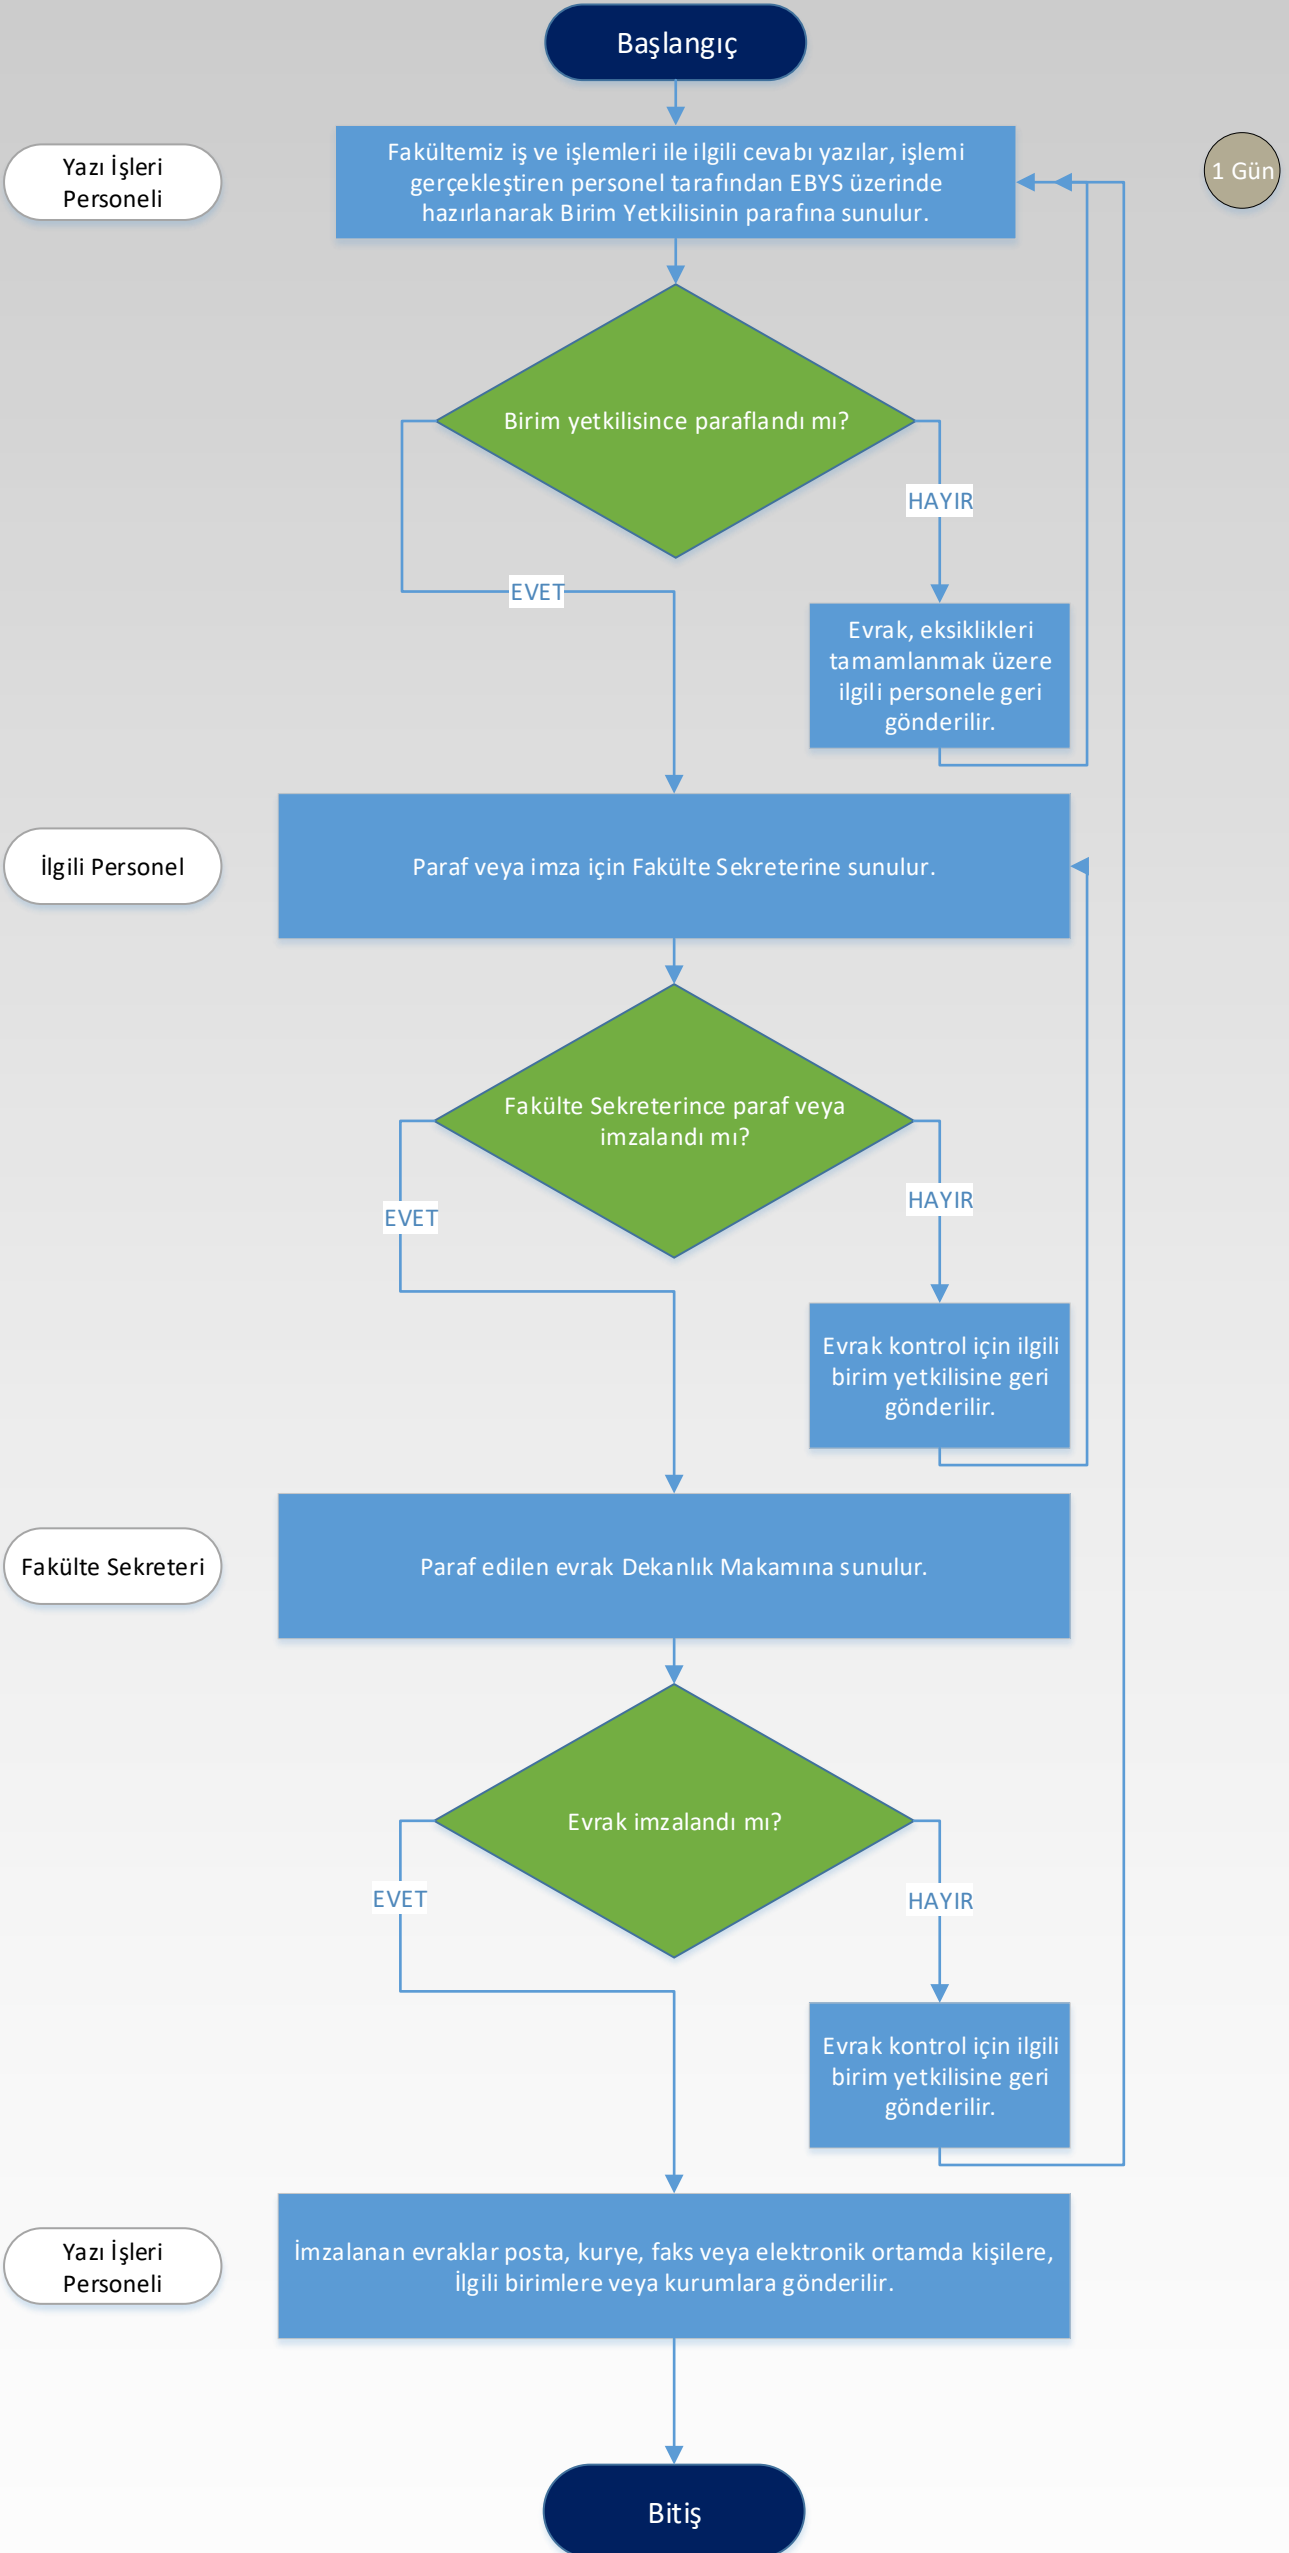 Başlangıç
Yazı İşleri
Personeli
Fakültemiz iş ve işlemleri ile ilgili cevabı yazılar, işlemi
gerçekleştiren personel tarafından EBYS üzerinde
hazırlanarak Birim Yetkilisinin parafına sunulur.
1 Gün
Birim yetkilisince paraflandı mı?
HAYIR
EVET
Evrak, eksiklikleri
tamamlanmak üzere
ilgili personele geri
gönderilir.
İlgili Personel
Paraf veya imza için Fakülte Sekreterine sunulur.
Fakülte Sekreterince paraf veya
imzalandı mı?
EVET
HAYIR
Evrak kontrol için ilgili
birim yetkilisine geri
gönderilir.
Fakülte Sekreteri
Paraf edilen evrak Dekanlık Makamına sunulur.
Evrak imzalandı mı?
EVET
HAYIR
Evrak kontrol için ilgili
birim yetkilisine geri
gönderilir.
Yazı İşleri
Personeli
İmzalanan evraklar posta, kurye, faks veya elektronik ortamda kişilere,
İlgili birimlere veya kurumlara gönderilir.
Bitiş